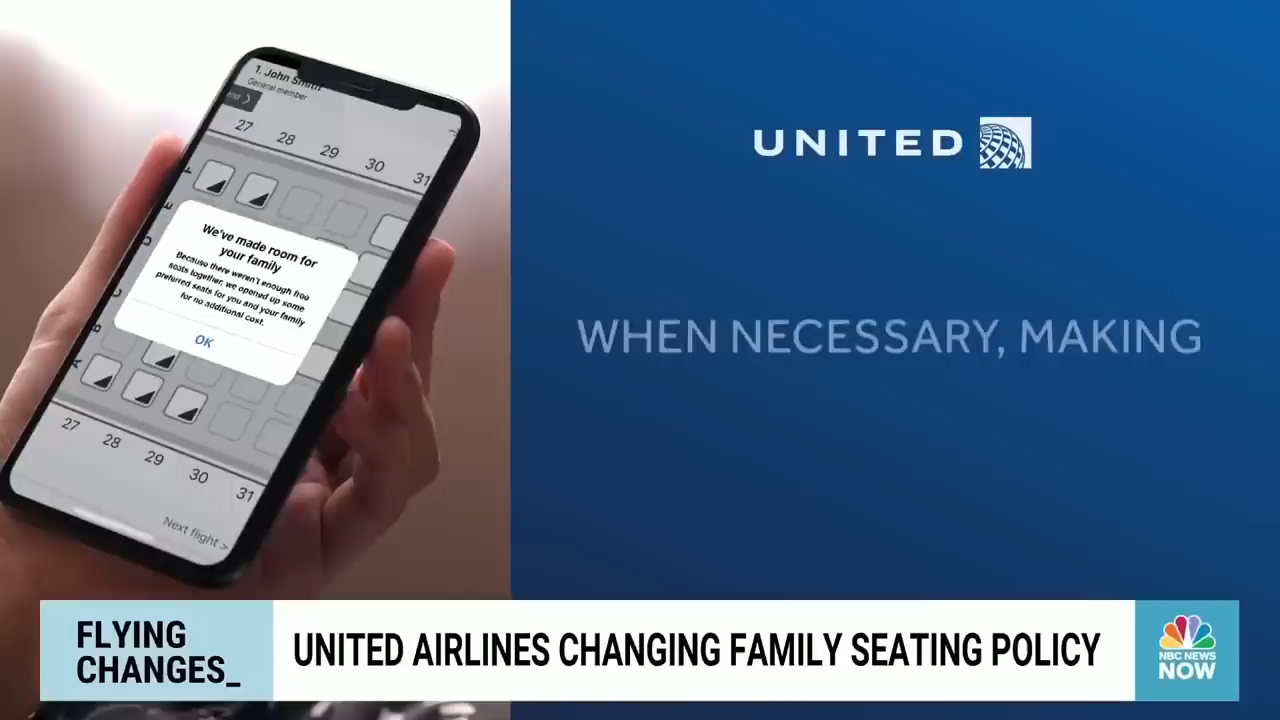 1. John Smith
General member
27
28
29
30
31
We've made room for
your family
Because there weren't enough free
seats together, we opened up some
preferred seats for you and your family
for no additional cost.
OK
27
28
29
30
31
Next flight >
UNITED
WHEN NECESSARY, MAKING
FLYING
CHANGES_
UNITED AIRLINES CHANGING FAMILY SEATING POLICY
NBC NEWS
NOW